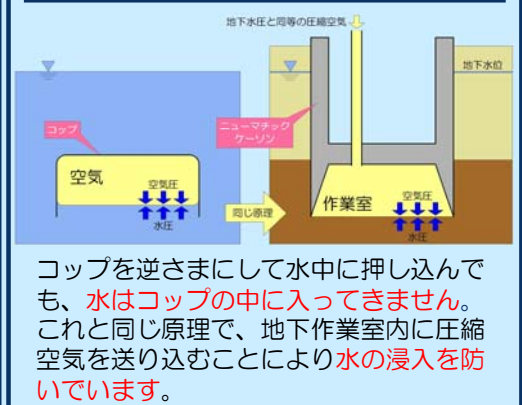 地下水圧と同等の圧縮空気
地下水位
コップ
ニューマチック
ケーソン
空気
空気圧
水圧
同じ原理
作業室
空気圧
水圧
コップを逆さまにして水中に押し込んで
も、水はコップの中に入ってきません。
これと同じ原理で、地下作業室内に圧縮
空気を送り込むことにより水の浸入を防
いでいます。